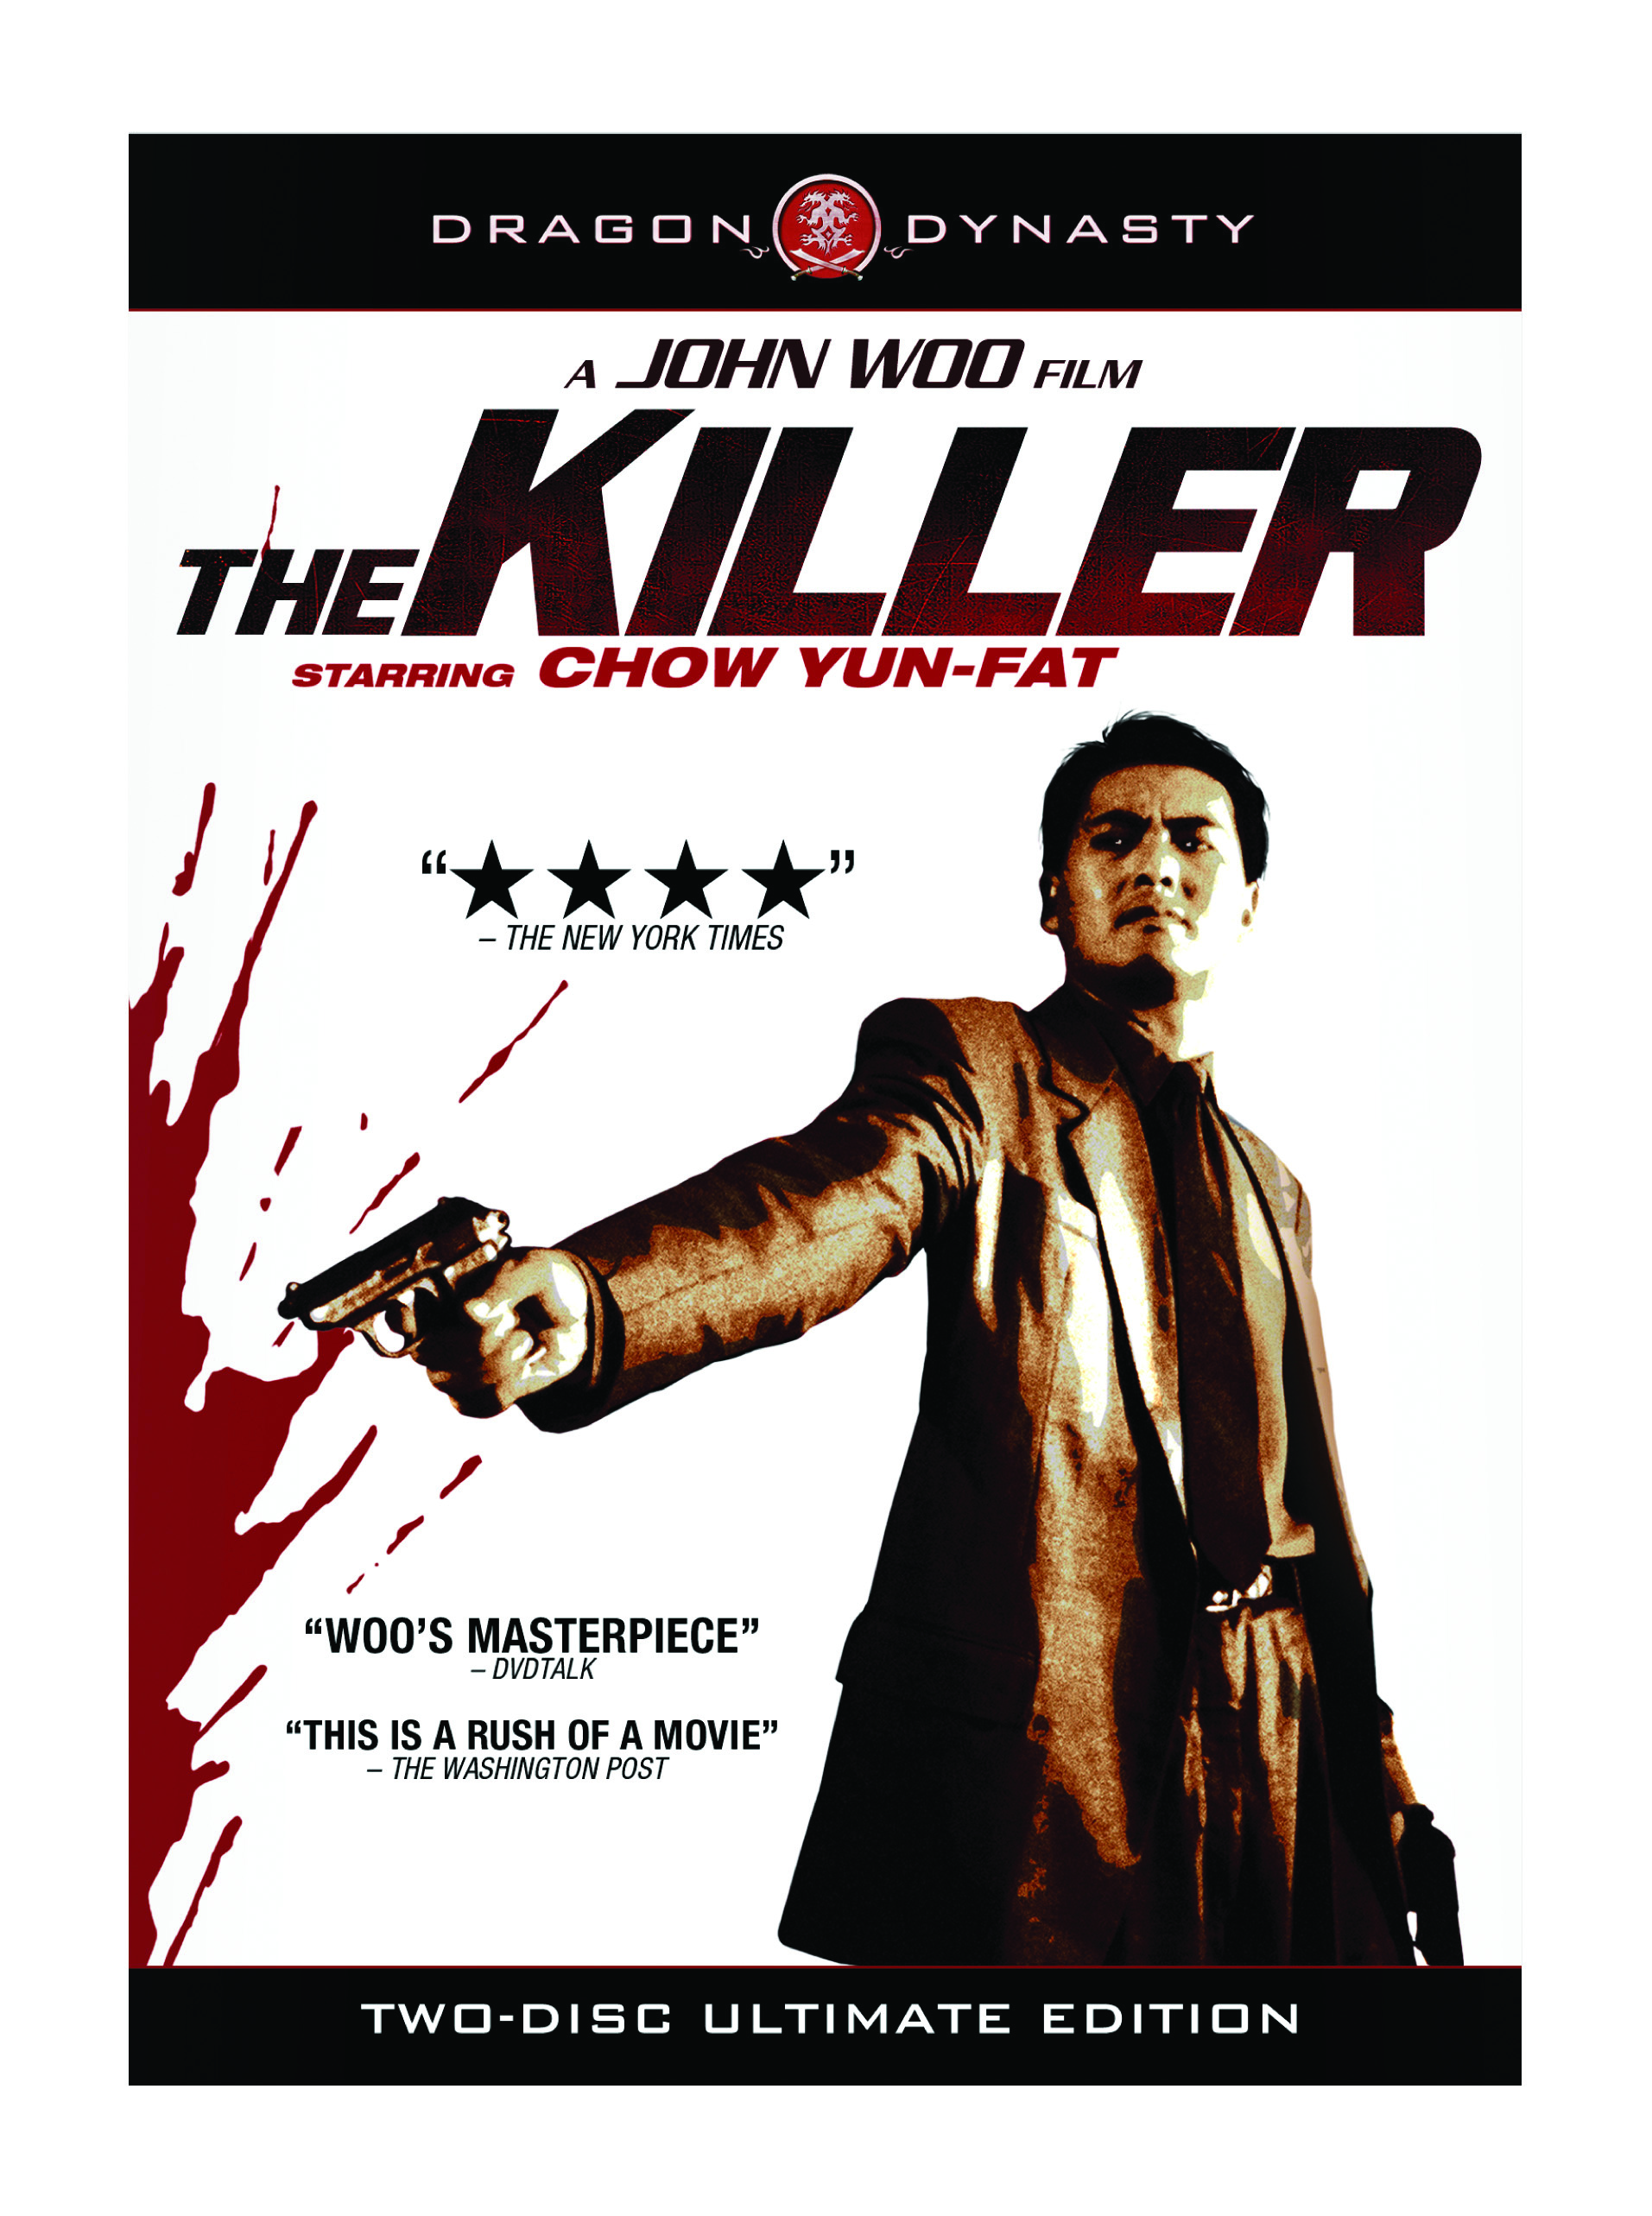 DRAGON DYNASTY
A JOHN WOO FILM
THE KILLER
STARRING CHOW YUN-FAT
“★★★★”
– THE NEW YORK TIMES
“WOO’S MASTERPIECE”
– DVDTALK
“THIS IS A RUSH OF A MOVIE”
– THE WASHINGTON POST
TWO-DISC ULTIMATE EDITION